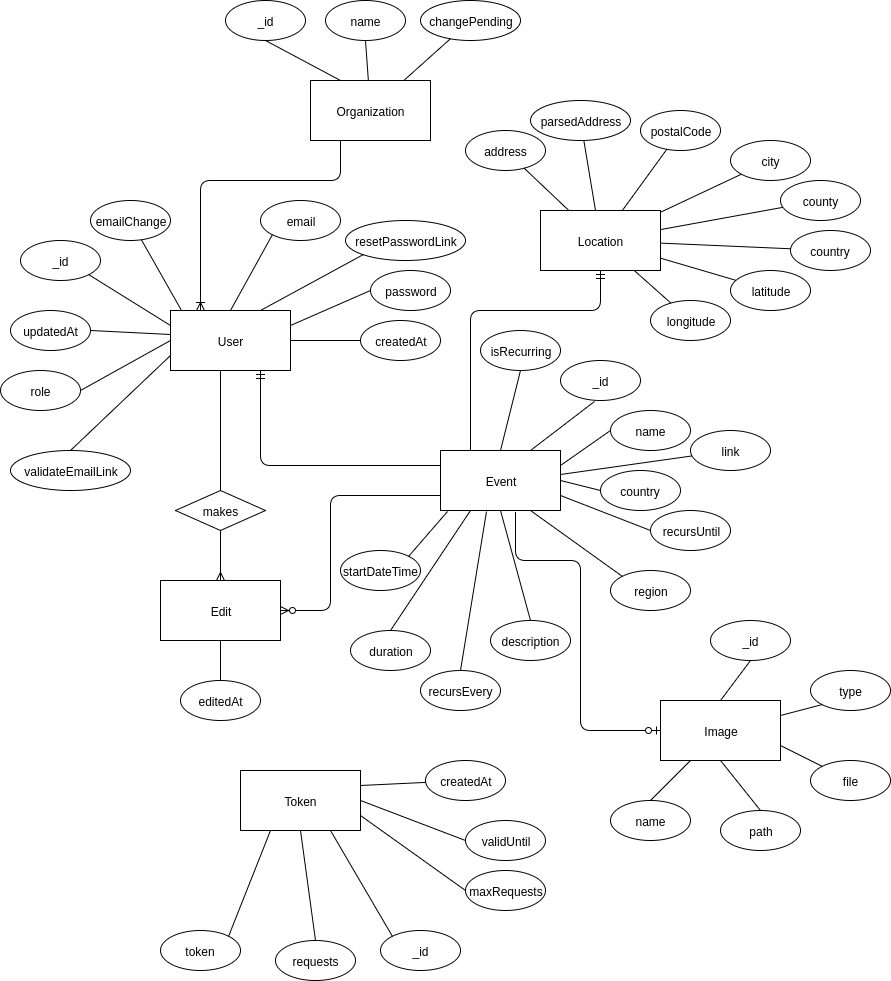 _id
name
changePending
Organization
parsedAddress
postalCode
address
city
county
country
Location
latitude
longitude
emailChange
email
resetPasswordLink
_id
password
updatedAt
createdAt
User
role
validateEmailLink
isRecurring
_id
name
link
Event
country
recursUntil
makes
startDateTime
region
Edit
description
duration
recursEvery
editedAt
_id
type
Image
file
name
path
createdAt
Token
validUntil
maxRequests
token
requests
_id